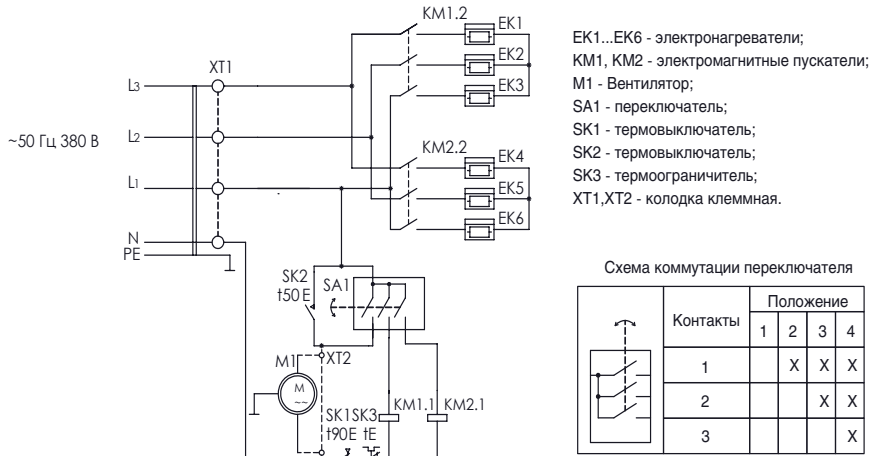 KM1.2
EK1
EK2
EK3
XT1
L3
~50 Гц 380 В
L2
L1
N
PE
KM2.2
EK4
EK5
EK6
SK2
t50 E
SA1
M1
XT2
M
~~
SK1SK3
t90E tE
KM1.1
KM2.1
EK1...EK6 - электронагреватели;
KM1, KM2 - электромагнитные пускатели;
M1 - Вентилятор;
SA1 - переключатель;
SK1 - термовыключатель;
SK2 - термовыключатель;
SK3 - термоограничитель;
XT1,XT2 - колодка клеммная.
Схема коммутации переключателя
Контакты
Положение
1 2 3 4
1 X X X
2 X X
3 X